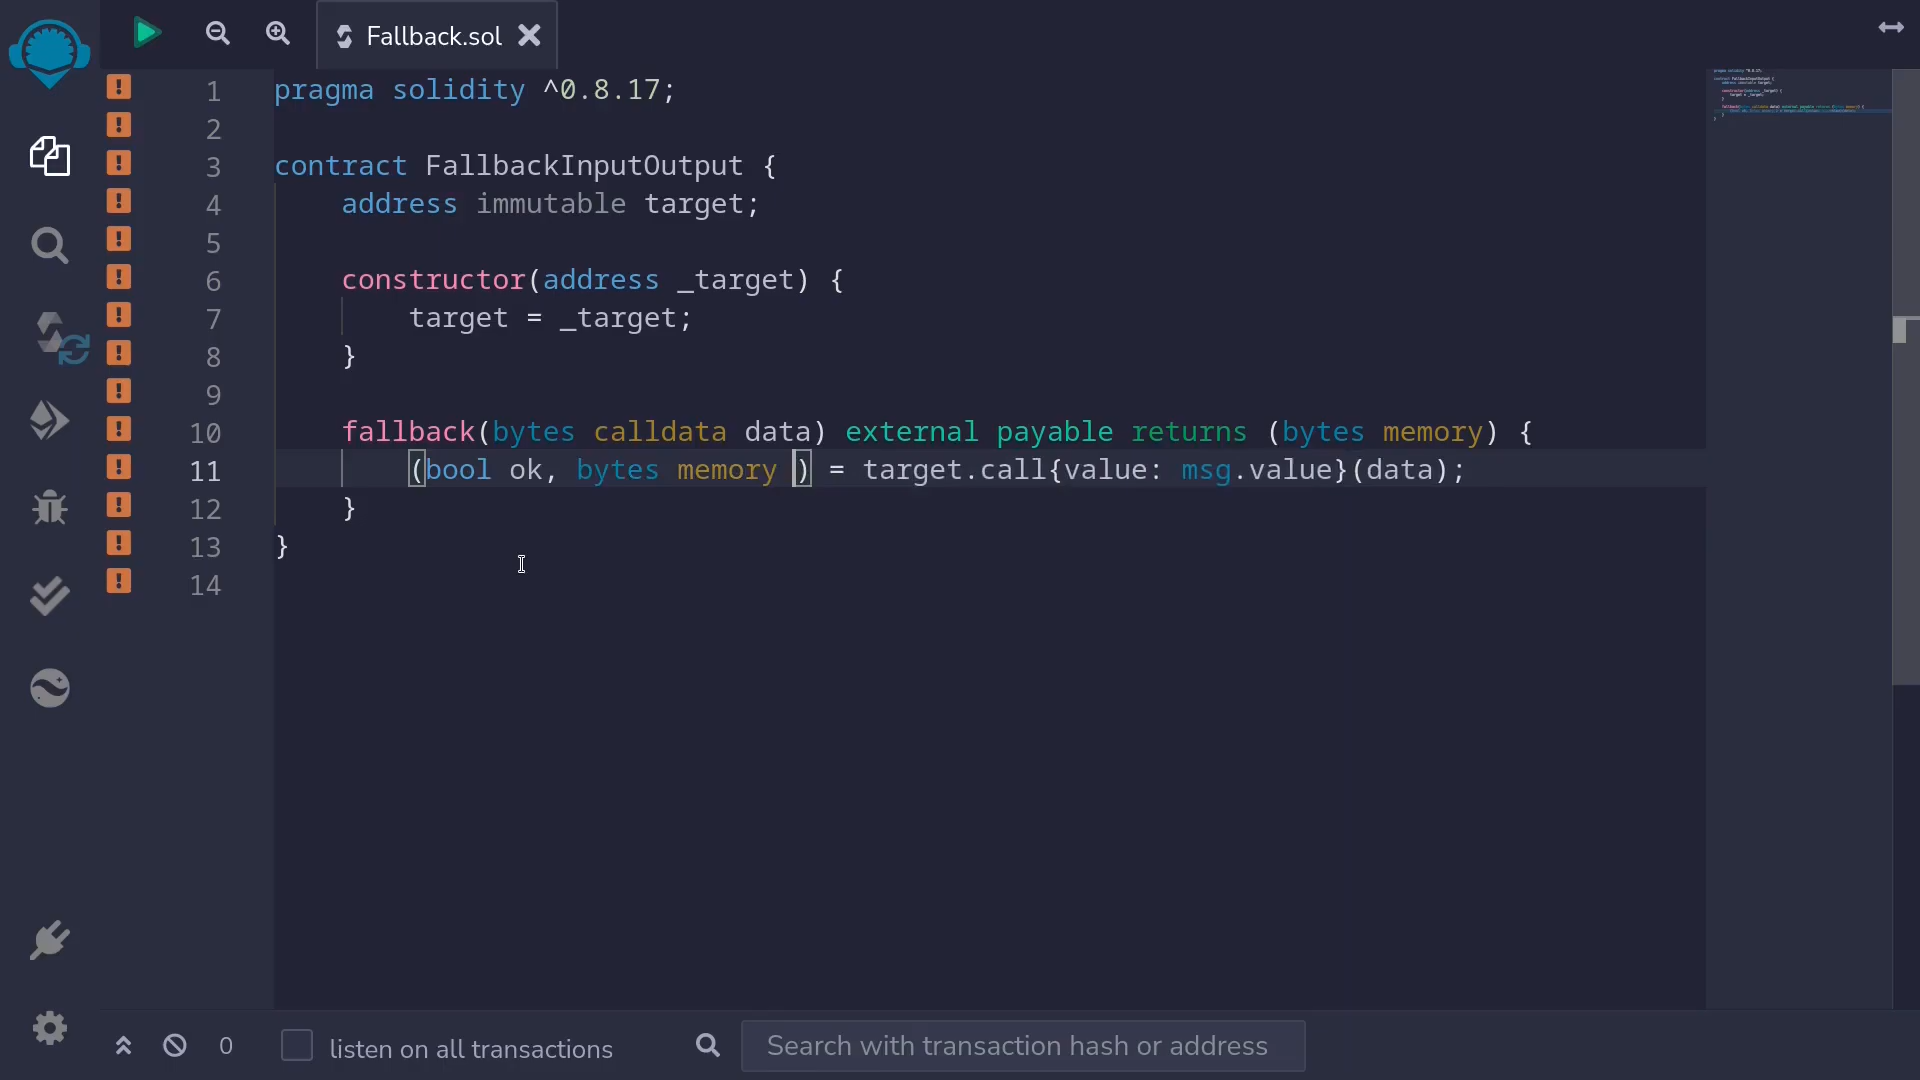 Fallback.sol
1 pragma solidity ^0.8.17;
2
3 contract FallbackInputOutput {
4 address immutable target;
5
6 constructor(address _target) {
7 target = _target;
8 }
9
10 fallback(bytes calldata data) external payable returns (bytes memory) {
11 (bool ok, bytes memory ) = target.call{value: msg.value}(data);
12 }
13 }
14
0 listen on all transactions Search with transaction hash or address